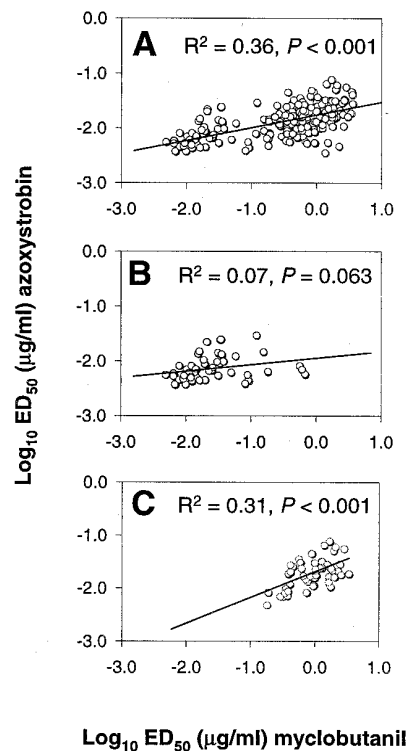 A R² = 0.36, P < 0.001
0.0
-1.0
-2.0
-3.0
-3.0 -2.0 -1.0 0.0 1.0
B R² = 0.07, P = 0.063
0.0
-1.0
-2.0
-3.0
-3.0 -2.0 -1.0 0.0 1.0
C R² = 0.31, P < 0.001
0.0
-1.0
-2.0
-3.0
-3.0 -2.0 -1.0 0.0 1.0
Log₁₀ ED₅₀ (μg/ml) azoxystrobin
Log₁₀ ED₅₀ (μg/ml) myclobutanil